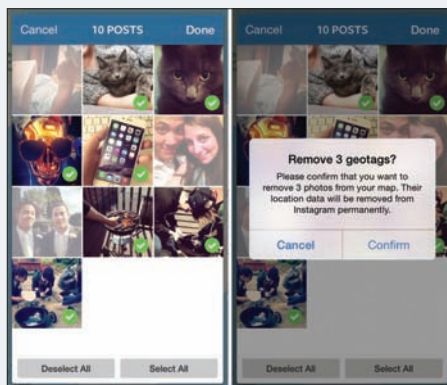 Cancel 10 POSTS Done
Deselect All Select All
Cancel 10 POSTS Done
Remove 3 geotags?
Please confirm that you want to
remove 3 photos from your map. Their
location data will be removed from
Instagram permanently.
Cancel Confirm
Deselect All Select All